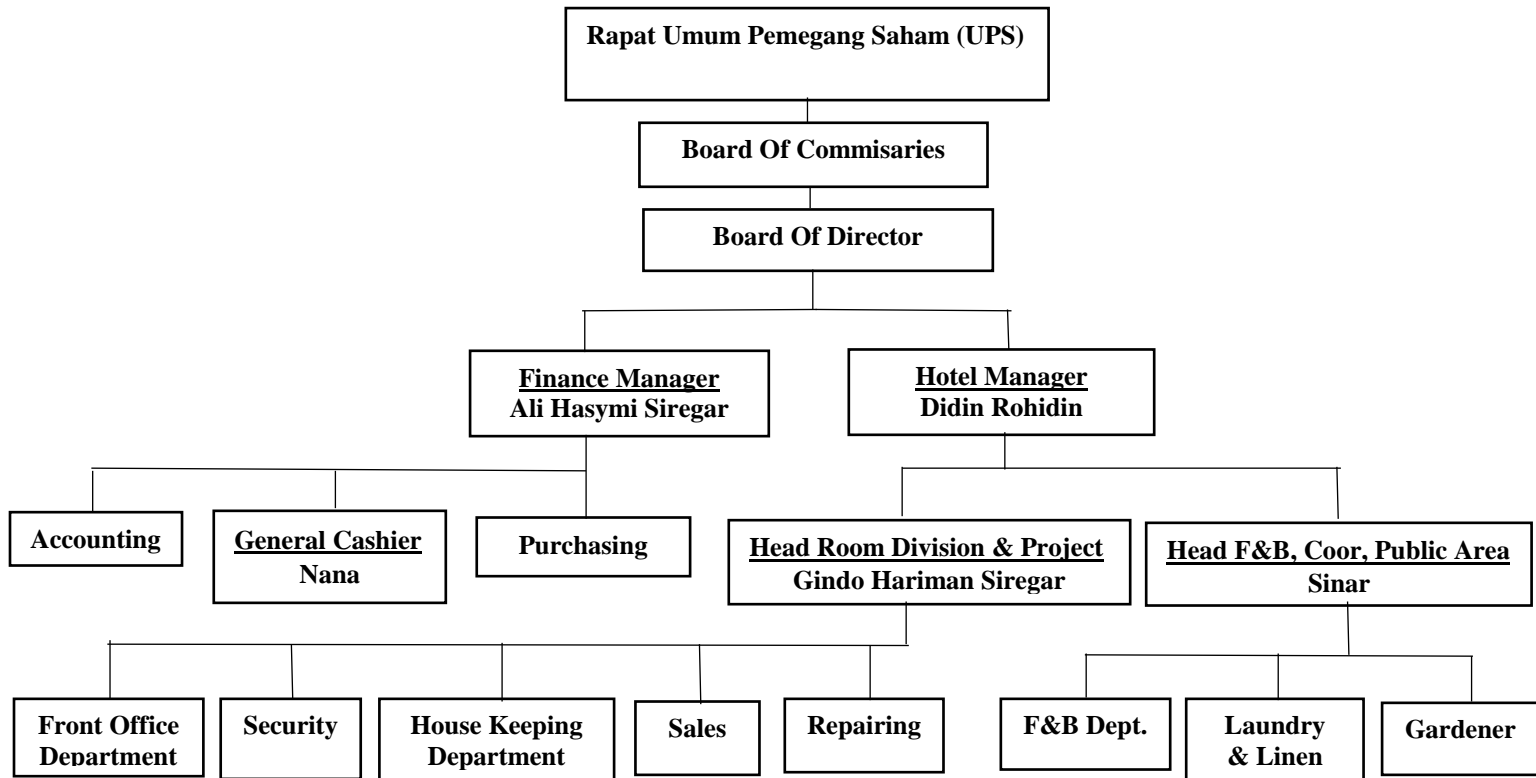 Rapat Umum Pemegang Saham (UPS)
Board Of Commisaries
Board Of Director
Finance Manager
Ali Hasymi Siregar
Hotel Manager
Didin Rohidin
Accounting
General Cashier
Nana
Purchasing
Head Room Division & Project
Gindo Hariman Siregar
Head F&B, Coor, Public Area
Sinar
Front Office
Department
Security
House Keeping
Department
Sales
Repairing
F&B Dept.
Laundry
& Linen
Gardener